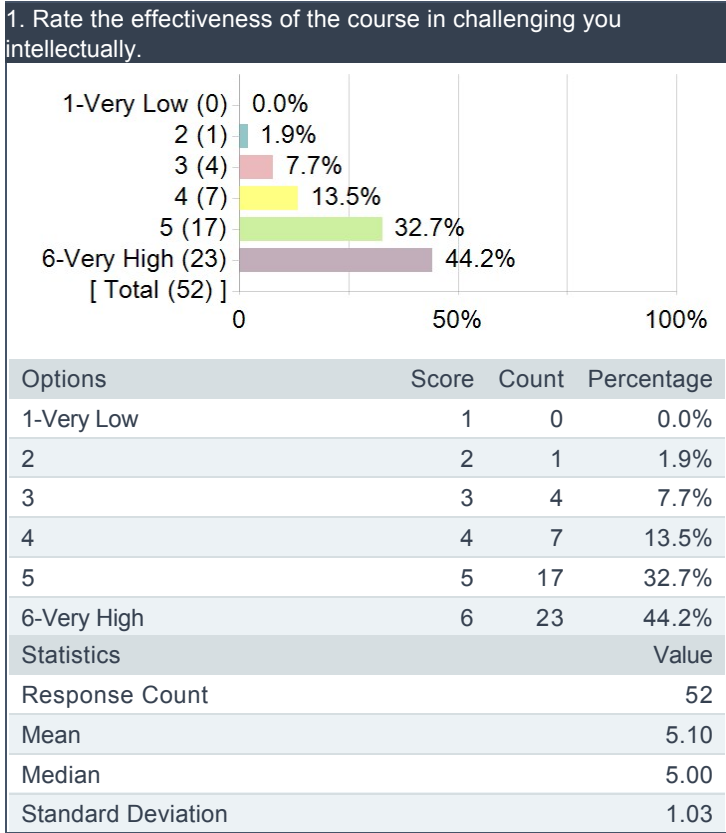 1. Rate the effectiveness of the course in challenging you
intellectually.
1-Very Low (0) 0.0%
2 (1) 1.9%
3 (4) 7.7%
4 (7) 13.5%
5 (17) 32.7%
6-Very High (23) 44.2%
[ Total (52) ]
0 50% 100%
Options Score Count Percentage
1-Very Low 1 0 0.0%
2 2 1 1.9%
3 3 4 7.7%
4 4 7 13.5%
5 5 17 32.7%
6-Very High 6 23 44.2%
Statistics Value
Response Count 52
Mean 5.10
Median 5.00
Standard Deviation 1.03